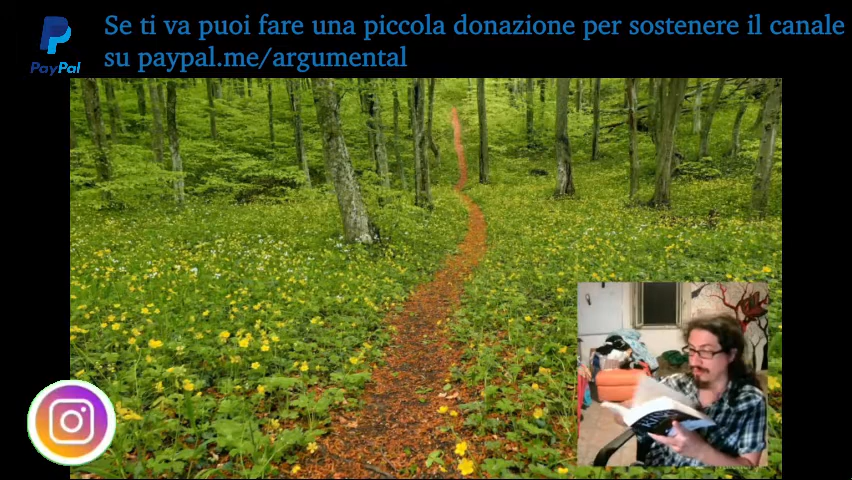 Se ti va puoi fare una piccola donazione per sostenere il canale
su paypal.me/argumental
PayPal